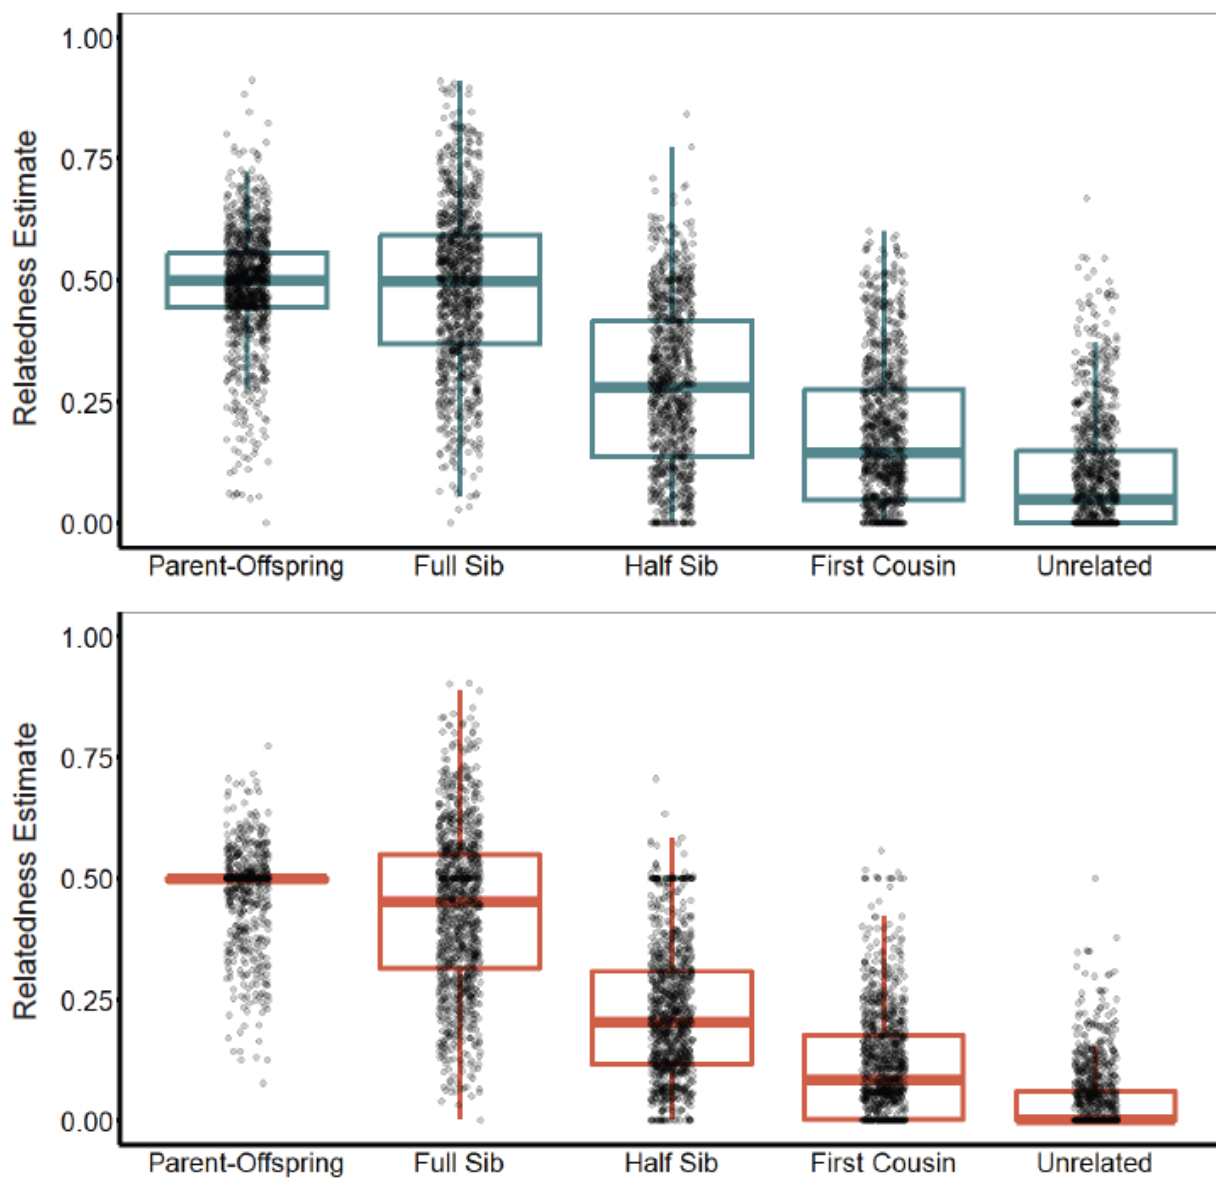 Relatedness Estimate
1.00
0.75
0.50
0.25
0.00
Parent-Offspring Full Sib Half Sib First Cousin Unrelated
Relatedness Estimate
1.00
0.75
0.50
0.25
0.00
Parent-Offspring Full Sib Half Sib First Cousin Unrelated